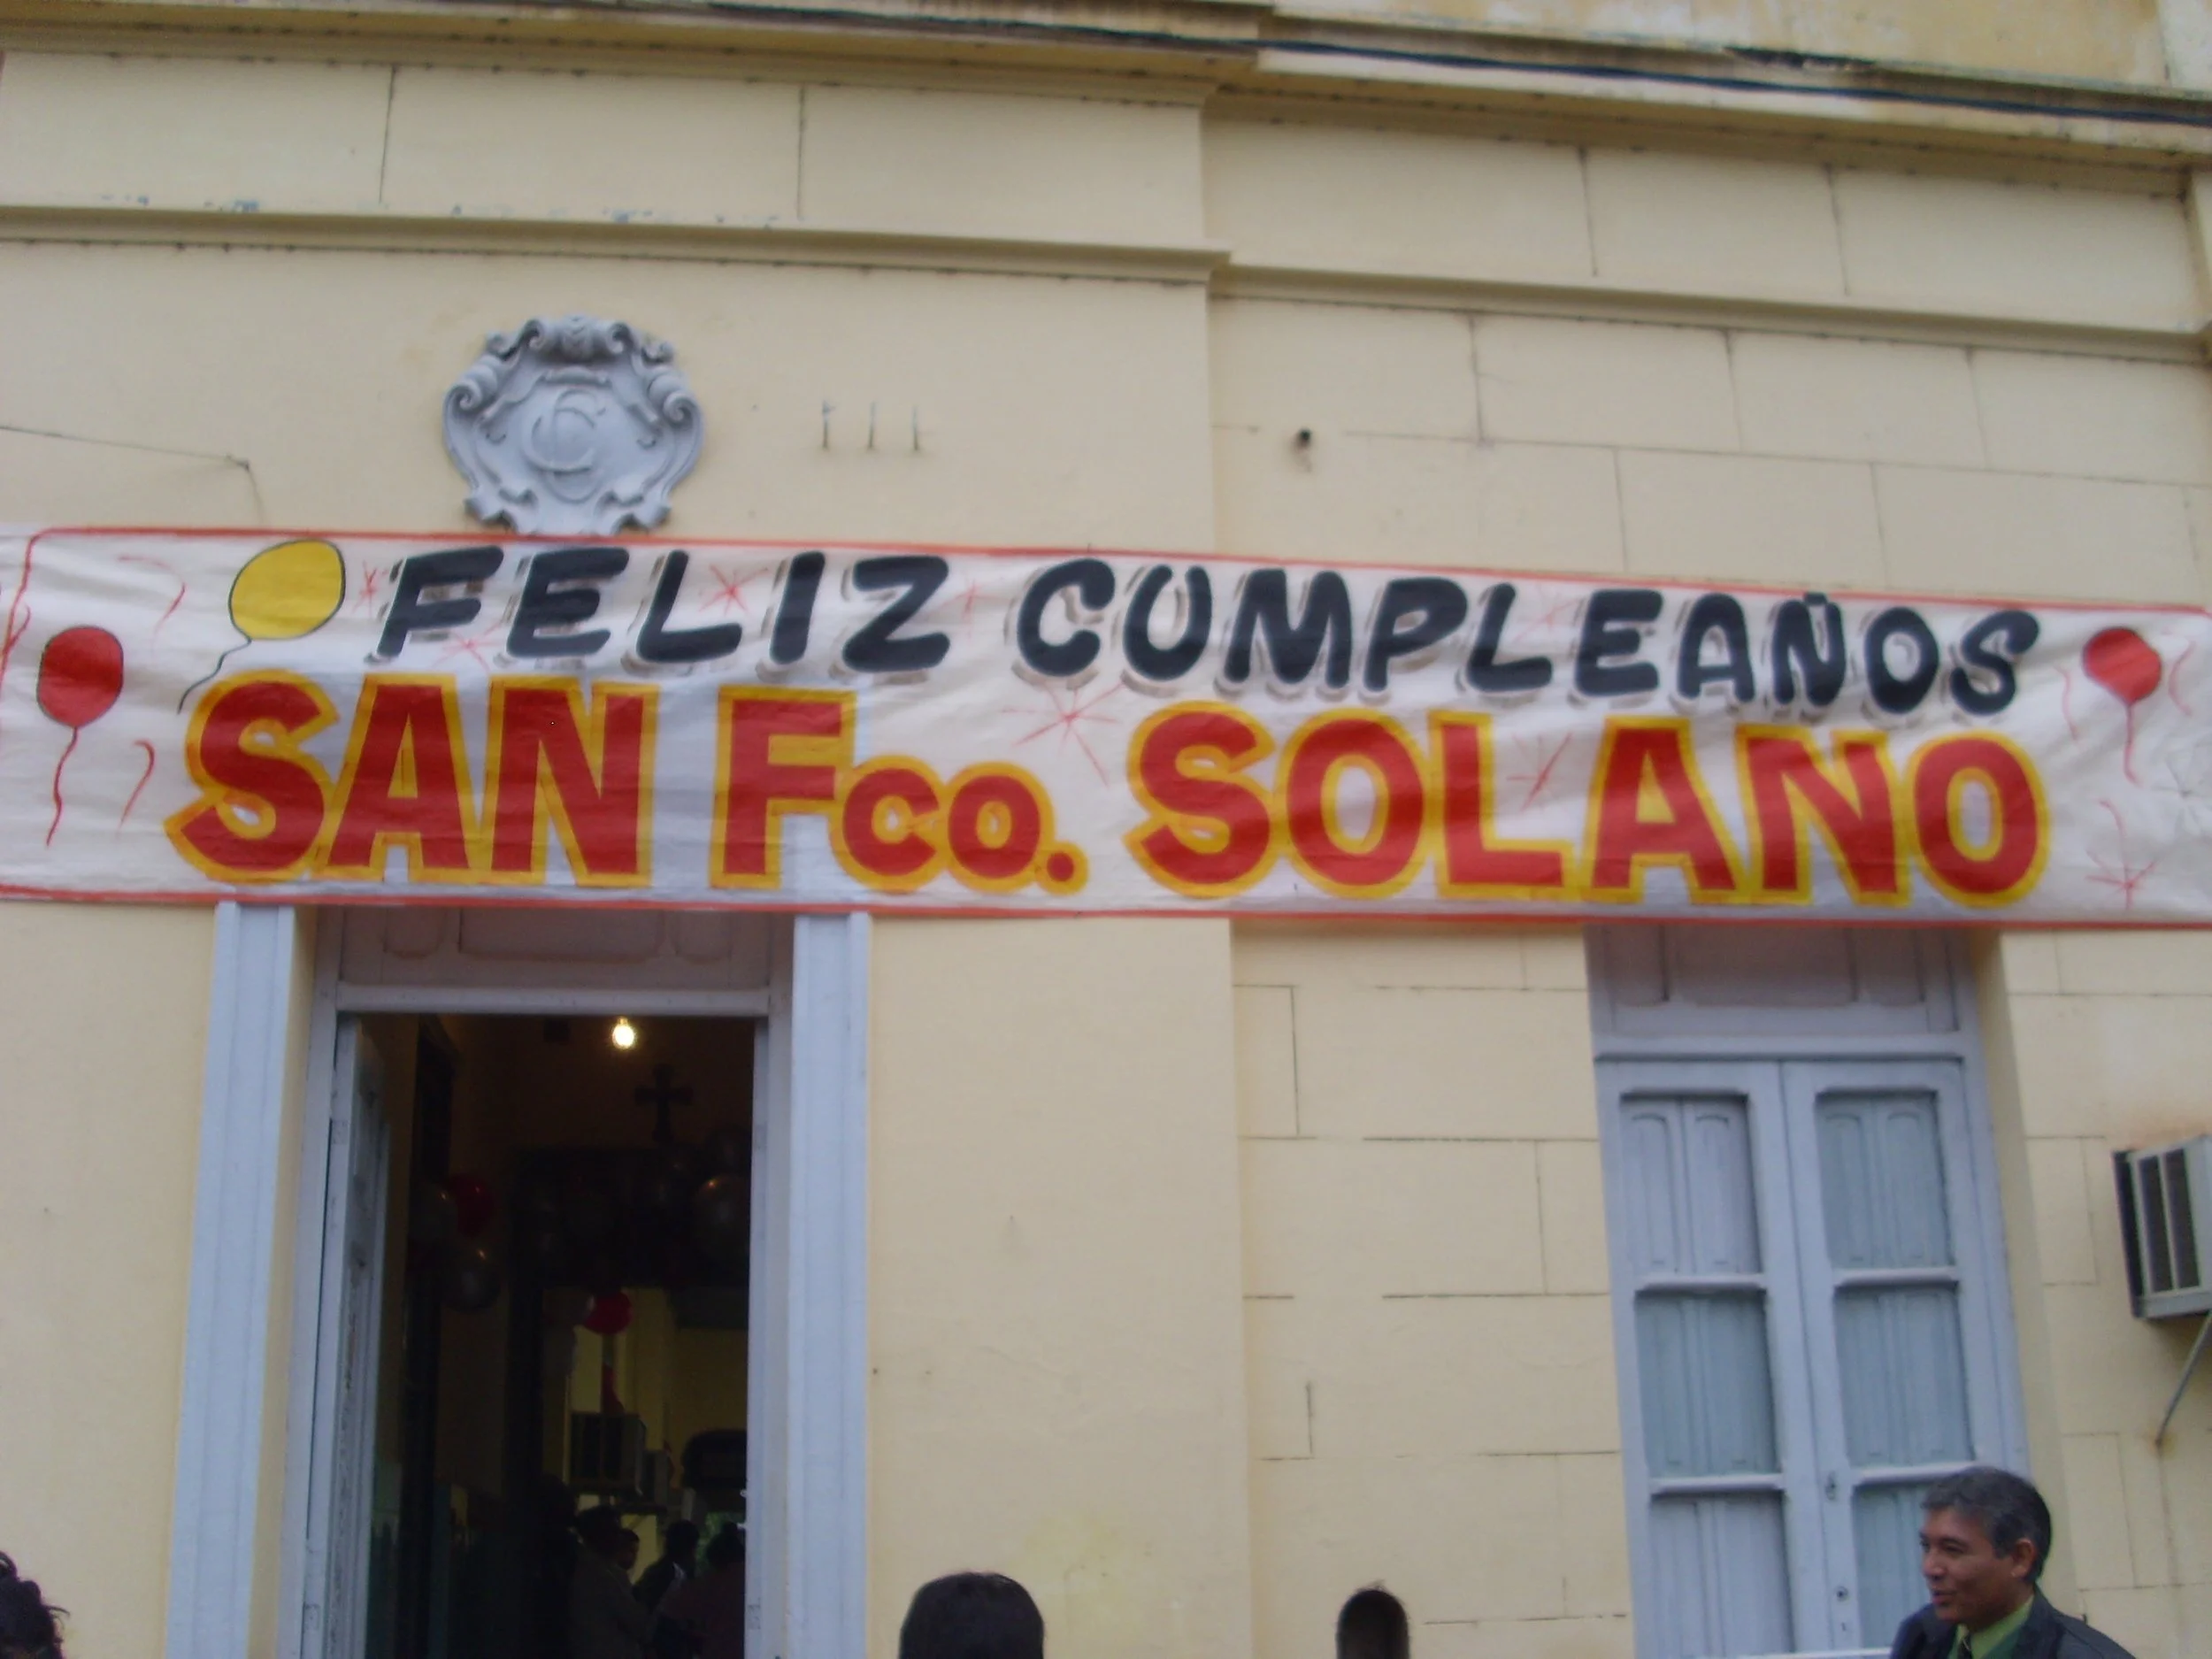 FELIZ CUMPLEAÑOS
SAN Fco. SOLANO